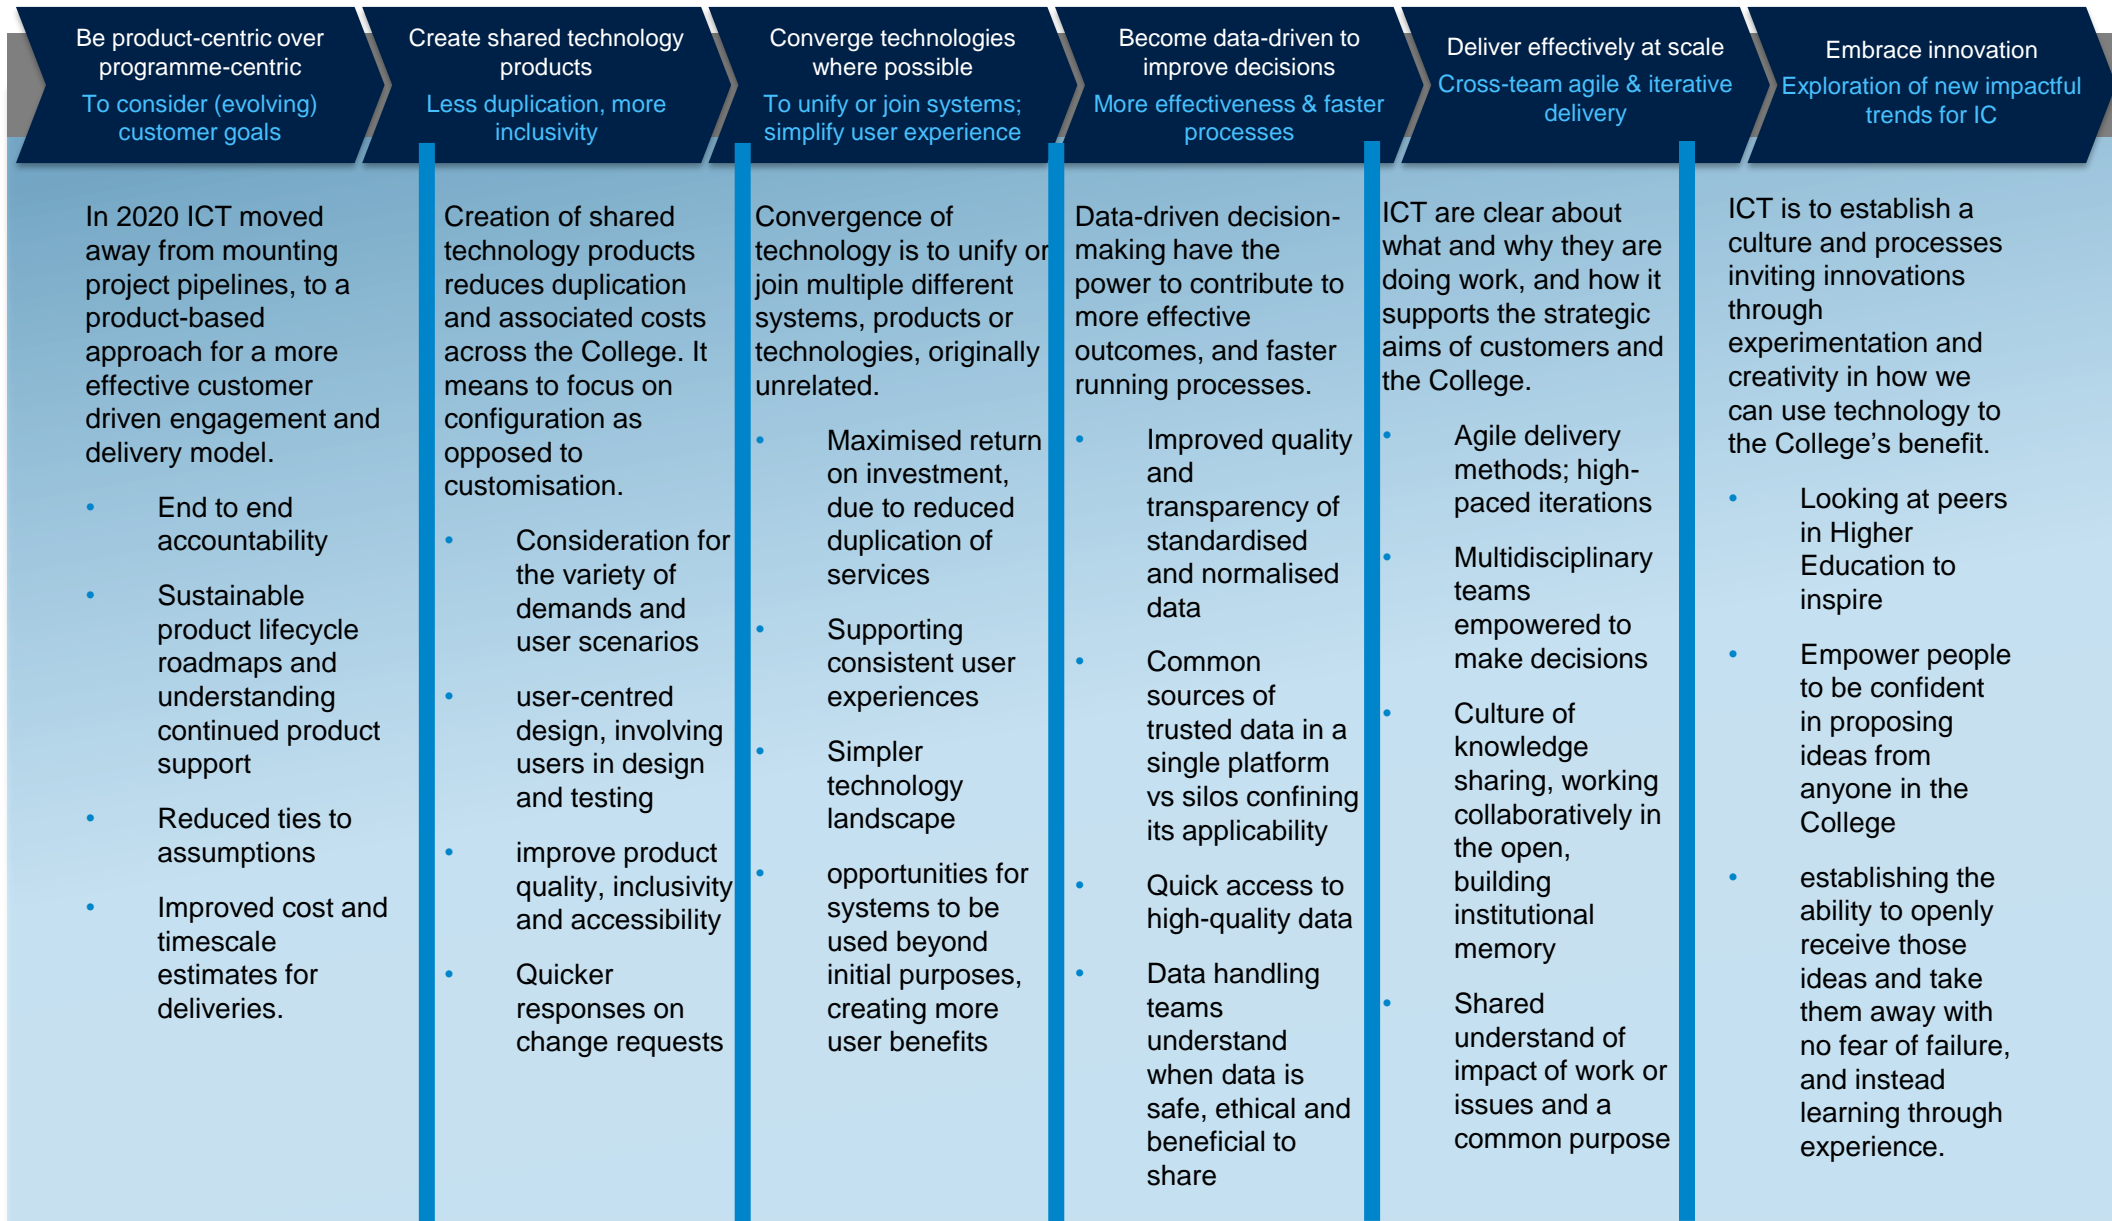 Be product-centric over
programme-centric
To consider (evolving)
customer goals
Create shared technology
products
Less duplication, more
inclusivity
Converge technologies
where possible
To unify or join systems;
simplify user experience
Become data-driven to
improve decisions
More effectiveness & faster
processes
Deliver effectively at scale
Cross-team agile & iterative
delivery
Embrace innovation
Exploration of new impactful
trends for IC
In 2020 ICT moved
away from mounting
project pipelines, to a
product-based
approach for a more
effective customer
driven engagement and
delivery model.
• End to end
accountability
• Sustainable
product lifecycle
roadmaps and
understanding
continued product
support
• Reduced ties to
assumptions
• Improved cost and
timescale
estimates for
deliveries.
Creation of shared
technology products
reduces duplication
and associated costs
across the College. It
means to focus on
configuration as
opposed to
customisation.
• Consideration for
the variety of
demands and
user scenarios
• user-centred
design, involving
users in design
and testing
• improve product
quality, inclusivity
and accessibility
• Quicker
responses on
change requests
Convergence of
technology is to unify or
join multiple different
systems, products or
technologies, originally
unrelated.
• Maximised return
on investment,
due to reduced
duplication of
services
• Supporting
consistent user
experiences
• Simpler
technology
landscape
• opportunities for
systems to be
used beyond
initial purposes,
creating more
user benefits
Data-driven decision-
making have the
power to contribute to
more effective
outcomes, and faster
running processes.
• Improved quality
and
transparency of
standardised
and normalised
data
• Common
sources of
trusted data in a
single platform
vs silos confining
its applicability
• Quick access to
high-quality data
• Data handling
teams
understand
when data is
safe, ethical and
beneficial to
share
ICT are clear about
what and why they are
doing work, and how it
supports the strategic
aims of customers and
the College.
• Agile delivery
methods; high-
paced iterations
• Multidisciplinary
teams
empowered to
make decisions
• Culture of
knowledge
sharing, working
collaboratively in
the open,
building
institutional
memory
• Shared
understand of
impact of work or
issues and a
common purpose
ICT is to establish a
culture and processes
inviting innovations
through
experimentation and
creativity in how we
can use technology to
the College’s benefit.
• Looking at peers
in Higher
Education to
inspire
• Empower people
to be confident
in proposing
ideas from
anyone in the
College
• establishing the
ability to openly
receive those
ideas and take
them away with
no fear of failure,
and instead
learning through
experience.